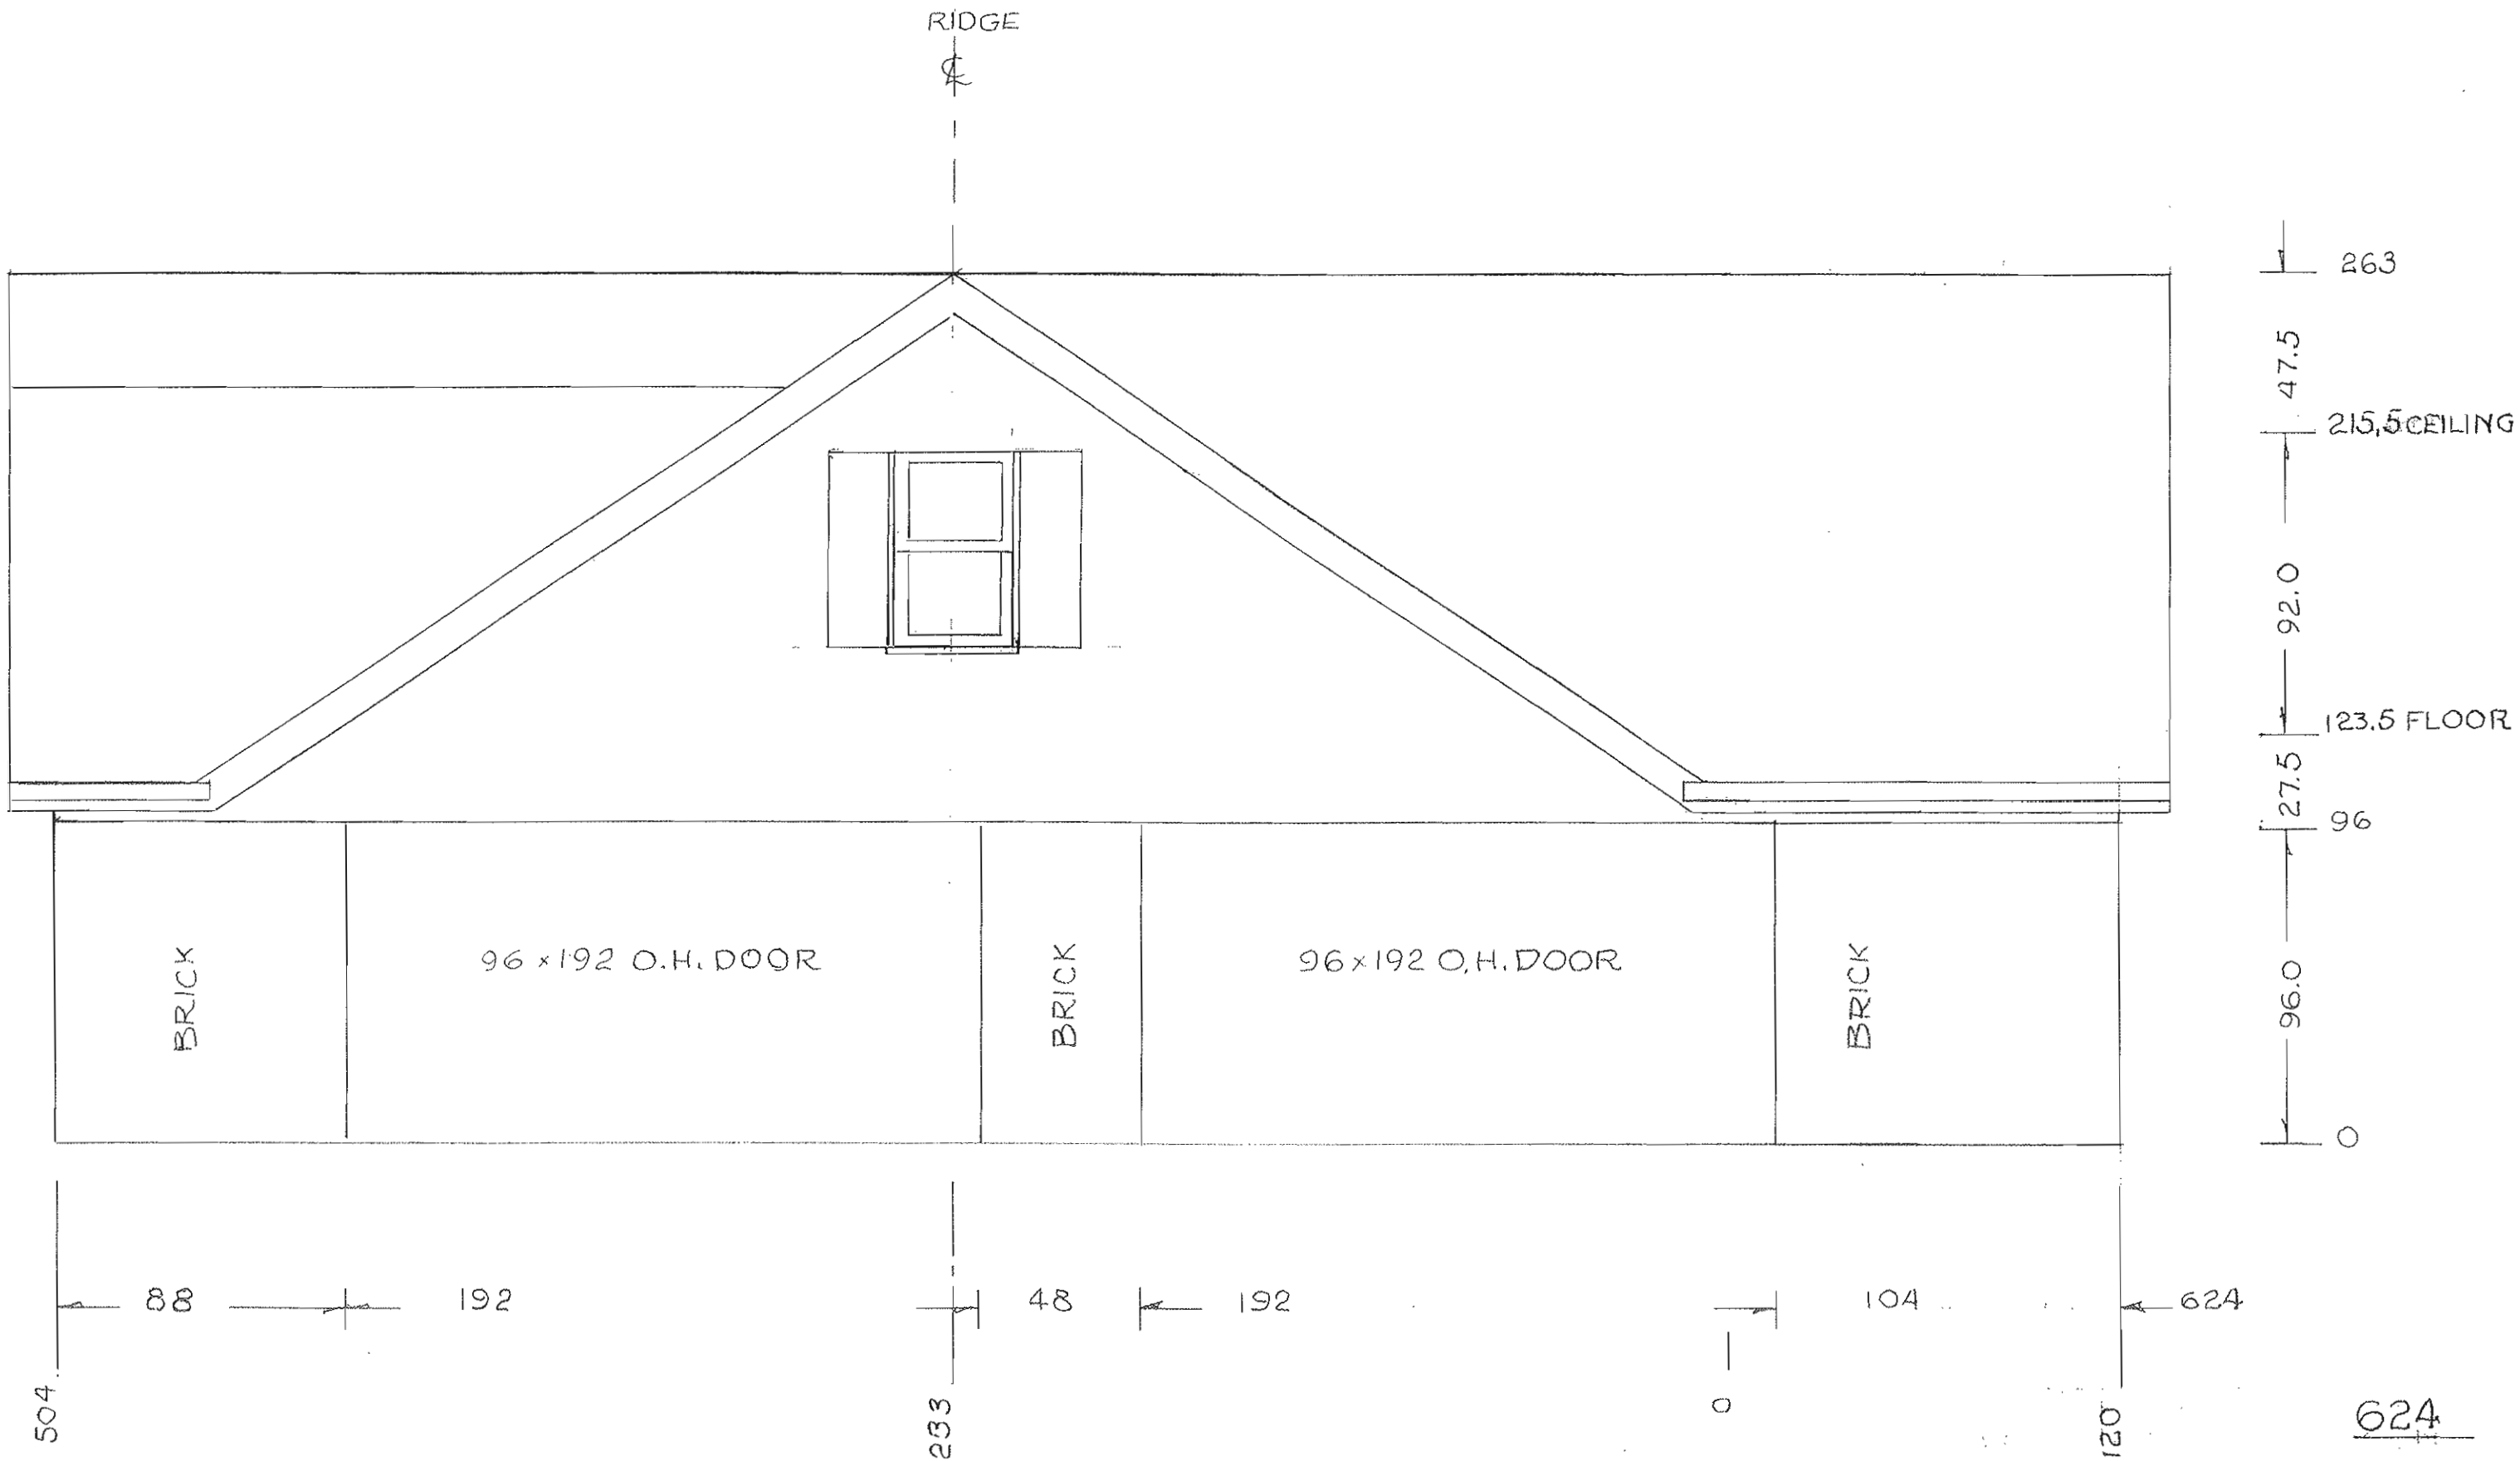 RIDGE
℄
263
47.5
215,5 CEILING
92.0
123.5 FLOOR
27.5
96
BRICK
96 x 192 O.H. DOOR
BRICK
96 x 192 O.H. DOOR
BRICK
96.0
0
88
192
48
192
104
624
504
233
0
120
624